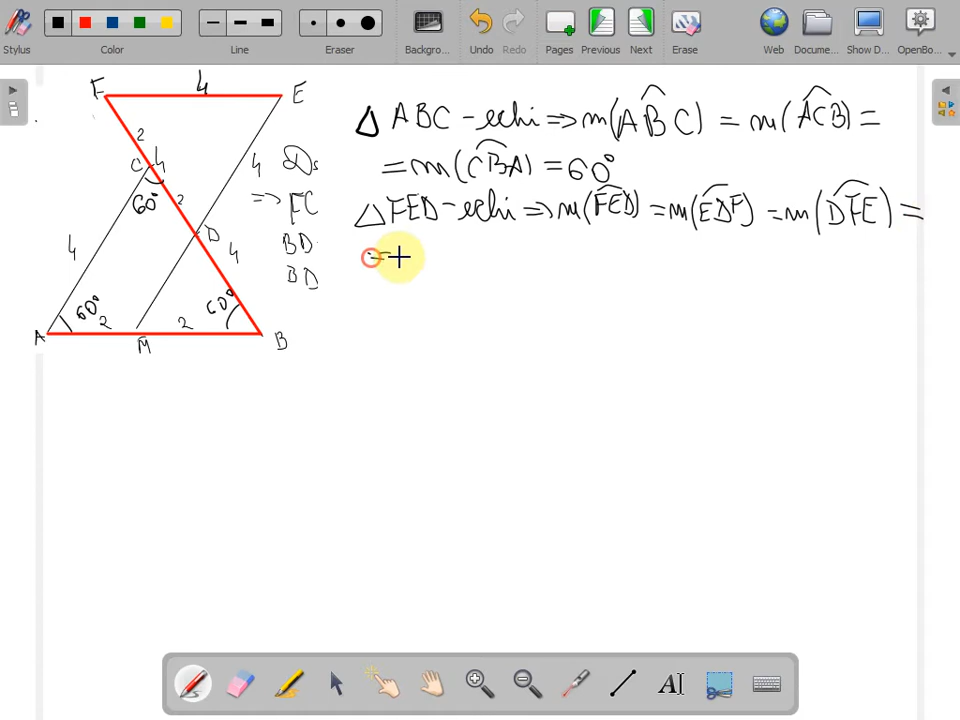 Stylus
Color
Line
Eraser
Backgro...
Undo
Redo
Pages
Previous
Next
Erase
Web
Docume...
Show D...
OpenBo...
F 4 E
2
C 4
60°
2
4
D
4
4
A 60° 2 M 2 60° B
Ds
=> FC
BD
BD
△ ABC - echi => m(ABC) = m(ACB) =
= m(CBA) = 60°
△ FED - echi => m(FED) = m(EDF) = m(DFE) =
=
A